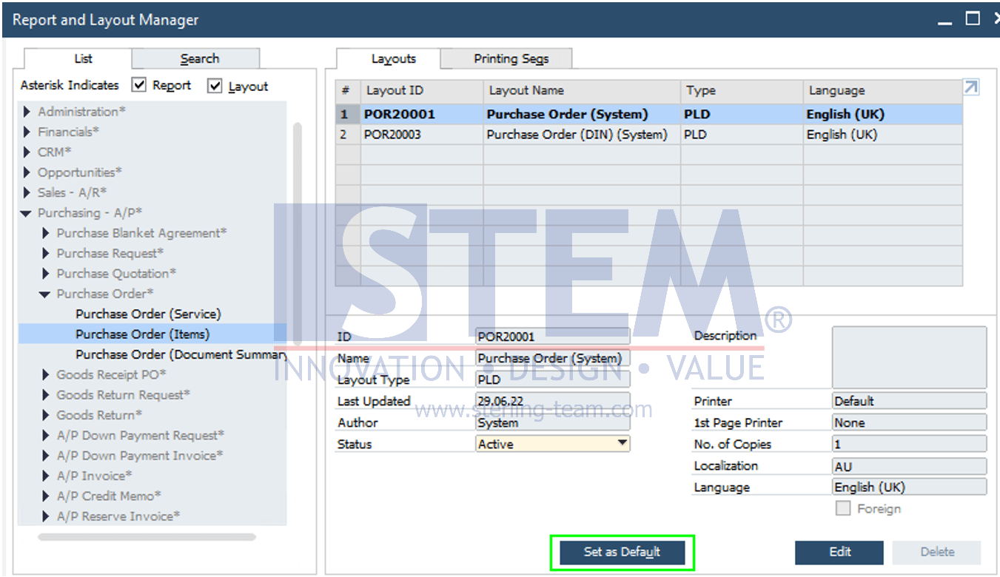 Report and Layout Manager
List Search
Asterisk Indicates Report Layout
Administration*
Financials*
CRM*
Opportunities*
Sales - A/R*
Purchasing - A/P*
Purchase Blanket Agreement*
Purchase Request*
Purchase Quotation*
Purchase Order*
Purchase Order (Service)
Purchase Order (Items)
Purchase Order (Document Summar
Goods Receipt PO*
Goods Return Request*
Goods Return*
A/P Down Payment Request*
A/P Down Payment Invoice*
A/P Invoice*
A/P Credit Memo*
A/P Reserve Invoice*
Layouts Printing Seqs
# Layout ID Layout Name Type Language
1 POR20001 Purchase Order (System) PLD English (UK)
2 POR20003 Purchase Order (DIN) (System) PLD English (UK)
ID POR20001
Name Purchase Order (System)
Layout Type PLD
Last Updated 29.06.22
Author System
Status Active
Description
Printer Default
1st Page Printer None
No. of Copies 1
Localization AU
Language English (UK)
Foreign
Set as Default Edit Delete
STEM®
INNOVATION • DESIGN • VALUE
www.sterling-team.com